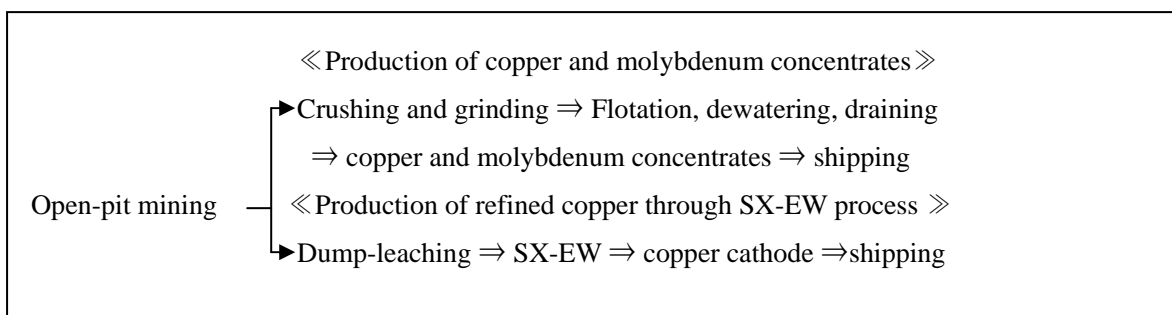 ≪Production of copper and molybdenum concentrates≫
Crushing and grinding ⇒ Flotation, dewatering, draining
⇒ copper and molybdenum concentrates ⇒ shipping
Open-pit mining
≪Production of refined copper through SX-EW process ≫
Dump-leaching ⇒ SX-EW ⇒ copper cathode ⇒shipping